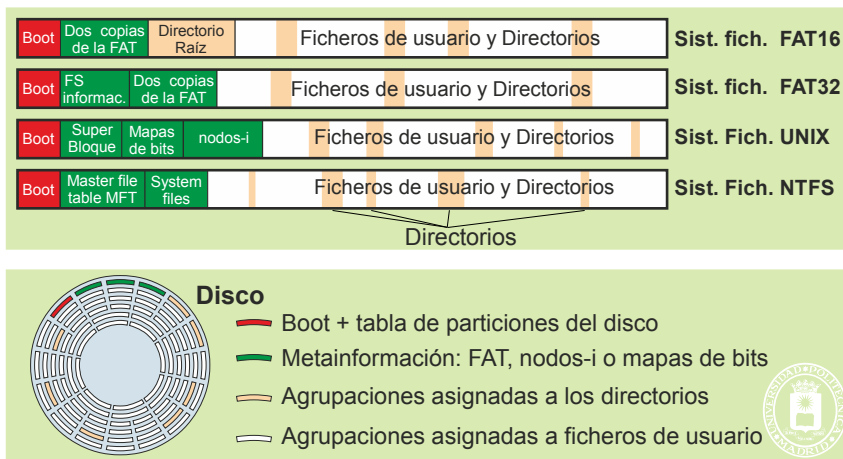 Boot
Dos copias
de la FAT
Directorio
Raíz
Ficheros de usuario y Directorios
Sist. fich. FAT16
Boot
FS
informac.
Dos copias
de la FAT
Ficheros de usuario y Directorios
Sist. fich. FAT32
Boot
Super
Bloque
Mapas
de bits
nodos-i
Ficheros de usuario y Directorios
Sist. Fich. UNIX
Boot
Master file
table MFT
System
files
Ficheros de usuario y Directorios
Sist. Fich. NTFS
Directorios
Disco
Boot + tabla de particiones del disco
Metainformación: FAT, nodos-i o mapas de bits
Agrupaciones asignadas a los directorios
Agrupaciones asignadas a ficheros de usuario
UNIVERSIDAD POLITÉCNICA
MADRID